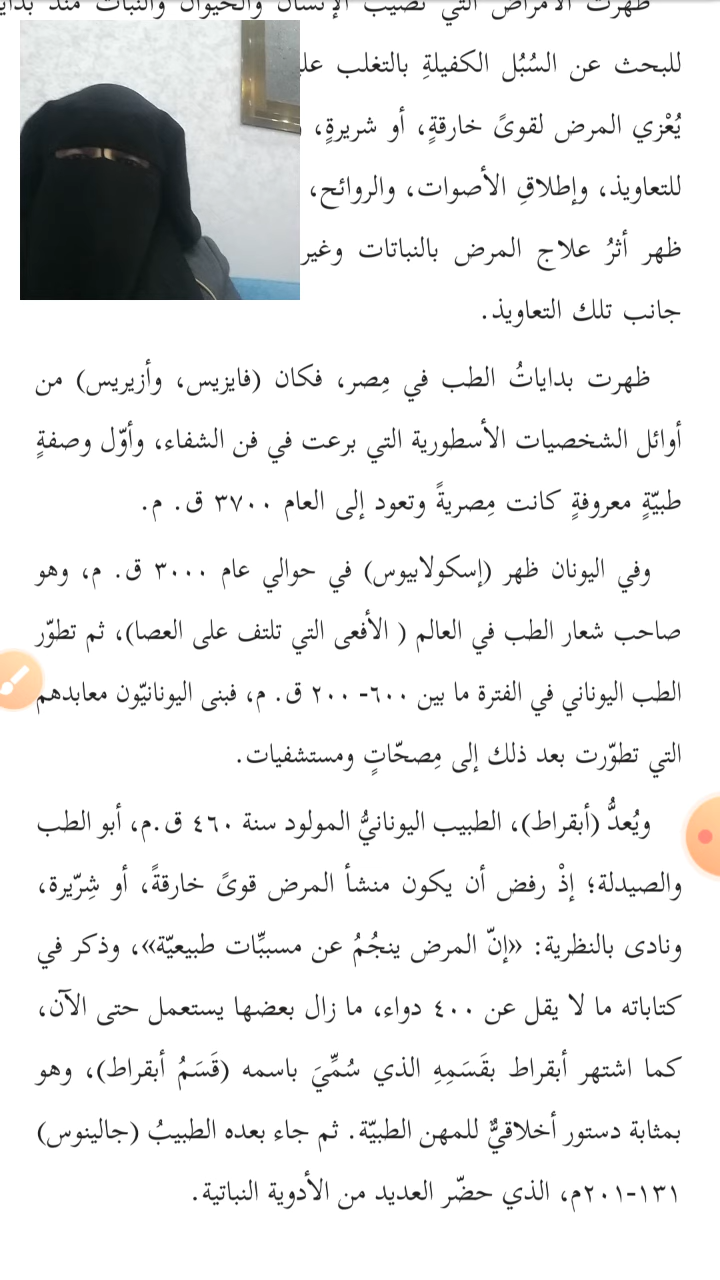 ظهرت الأمراض التي تصيب الإنسان والحيوان والنبات منذ
للبحث عن السُبُل الكفيلةِ بالتغلب
يُعْزي المرض لقوىً خارقةٍ، أو شريرةٍ،
للتعاويذ، وإطلاقِ الأصوات، والروائح،
ظهر أثرُ علاج المرض بالنباتات
جانب تلك التعاويذ.
ظهرت بداياتُ الطب في مِصر، فكان (فايزيس، وأزيريس) من
أوائل الشخصيات الأسطورية التي برعت في فن الشفاء، وأوّل وصفةٍ
طبيّةٍ معروفةٍ كانت مِصريةً وتعود إلى العام ٣٧٠٠ ق. م.
وفي اليونان ظهر (إسكولابيوس) في حوالي عام ٣٠٠٠ ق. م، وهو
صاحب شعار الطب في العالم ( الأفعى التي تلتف على العصا)، ثم تطوّر
الطب اليوناني في الفترة ما بين ٦٠٠- ٢٠٠ ق. م، فبنى اليونانيّون معابدهم
التي تطوّرت بعد ذلك إلى مِصحّاتٍ ومستشفيات.
ويُعدُّ (أبقراط)، الطبيب اليونانيُّ المولود سنة ٤٦٠ ق.م، أبو الطب
والصيدلة؛ إذْ رفض أن يكون منشأ المرض قوىً خارقةً، أو شِرّيرة،
ونادى بالنظرية: «إنّ المرض ينجُمُ عن مسببِّات طبيعيّة»، وذكر في
كتاباته ما لا يقل عن ٤٠٠ دواء، ما زال بعضها يستعمل حتى الآن،
كما اشتهر أبقراط بقَسَمِهِ الذي سُمِّيَ باسمه (قَسَمُ أبقراط)، وهو
بمثابة دستور أخلاقيٌّ للمهن الطبيّة. ثم جاء بعده الطبيبُ (جالينوس)
١٣١-٢٠١م، الذي حضّر العديد من الأدوية النباتية.